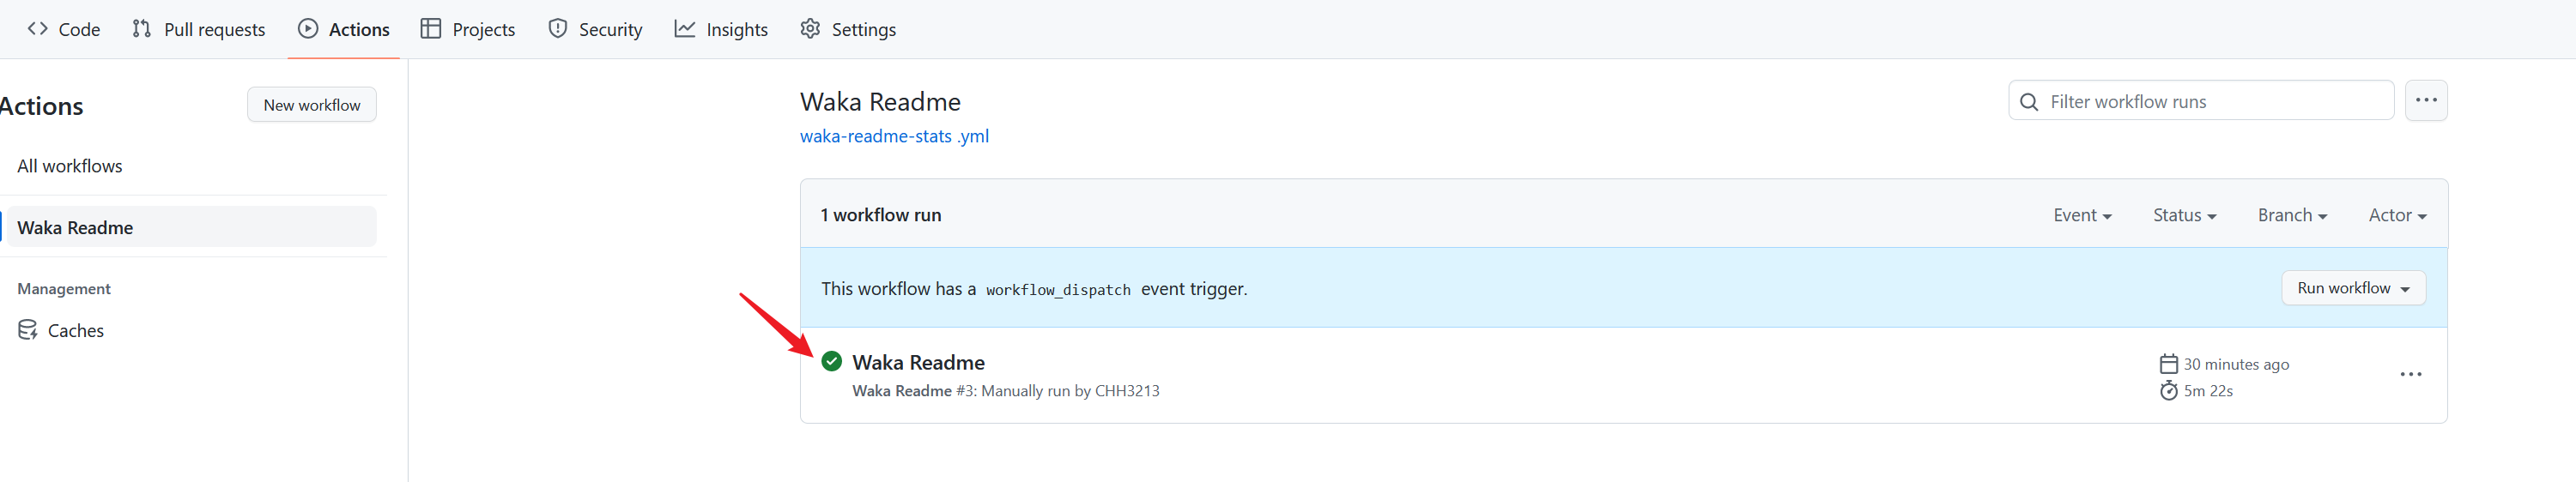 Code Pull requests Actions Projects Security Insights Settings
Actions New workflow
All workflows
Waka Readme
Management
Caches
Waka Readme
waka-readme-stats .yml
Filter workflow runs
1 workflow run Event Status Branch Actor
This workflow has a workflow_dispatch event trigger. Run workflow
Waka Readme
Waka Readme #3: Manually run by CHH3213
30 minutes ago
5m 22s